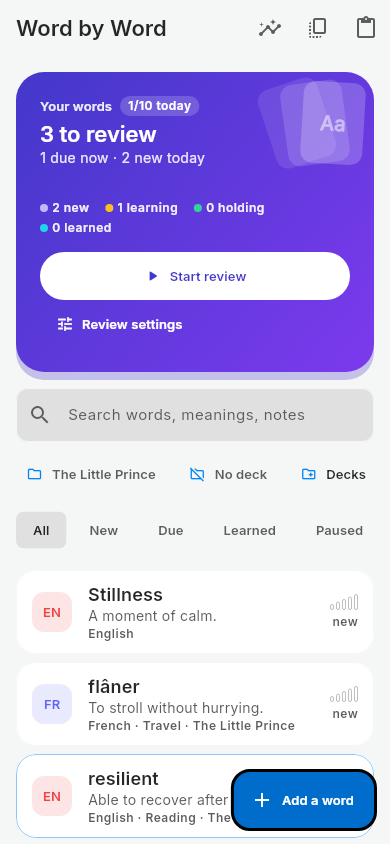 Word by Word
Your words 1/10 today
3 to review
1 due now · 2 new today
Aa
2 new 1 learning 0 holding
0 learned
Start review
Review settings
Search words, meanings, notes
The Little Prince No deck Decks
All New Due Learned Paused
EN
Stillness
A moment of calm.
English
new
FR
flâner
To stroll without hurrying.
French · Travel · The Little Prince
new
EN
resilient
Able to recover after
English · Reading · The
Add a word